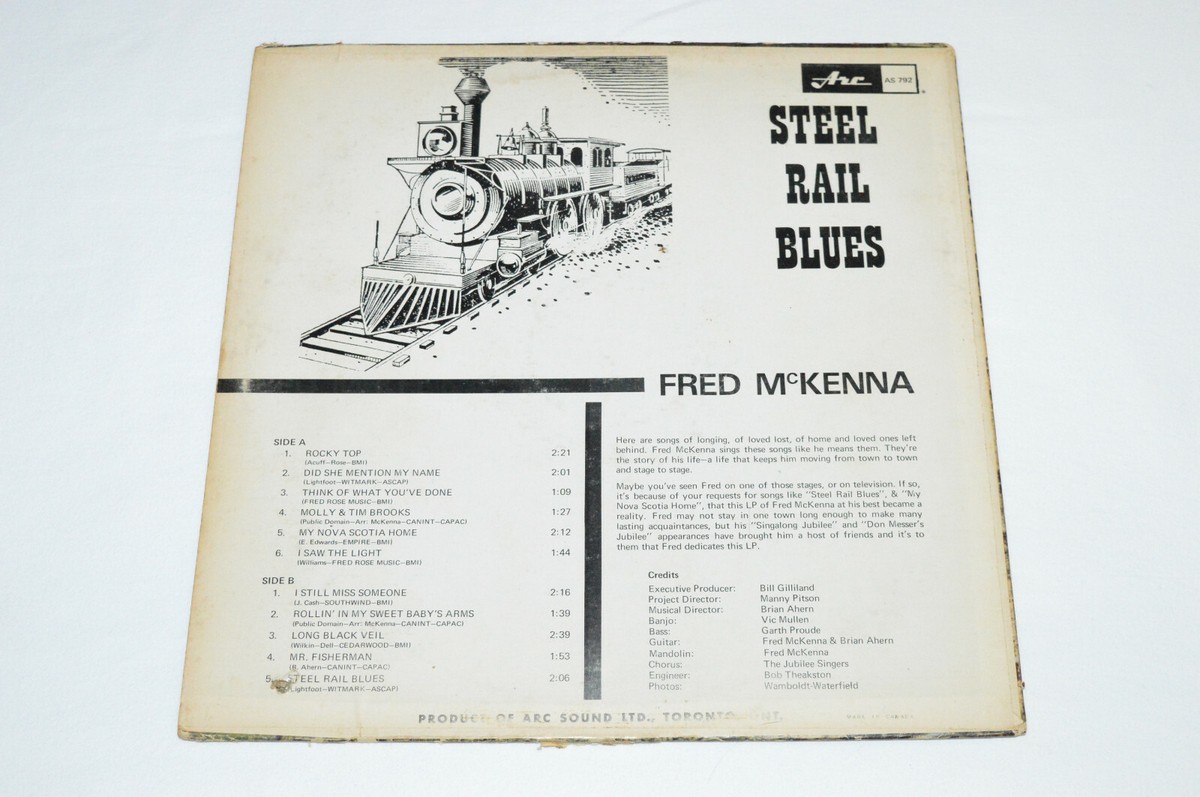 Arc AS 792
STEEL
RAIL
BLUES
FRED McKENNA
SIDE A
1. ROCKY TOP 2:21
(Acuff–Rose–BMI)
2. DID SHE MENTION MY NAME 2:01
(Lightfoot–WITMARK–ASCAP)
3. THINK OF WHAT YOU'VE DONE 1:09
(FRED ROSE MUSIC–BMI)
4. MOLLY & TIM BROOKS 1:27
(Public Domain–Arr: McKenna–CANINT–CAPAC)
5. MY NOVA SCOTIA HOME 2:12
(E. Edwards–EMPIRE–BMI)
6. I SAW THE LIGHT 1:44
(Williams–FRED ROSE MUSIC–BMI)
SIDE B
1. I STILL MISS SOMEONE 2:16
(J. Cash–SOUTHWIND–BMI)
2. ROLLIN' IN MY SWEET BABY'S ARMS 1:39
(Public Domain–Arr: McKenna–CANINT–CAPAC)
3. LONG BLACK VEIL 2:39
(Wilkin–Dell–CEDARWOOD–BMI)
4. MR. FISHERMAN 1:53
(B. Ahern–CANINT–CAPAC)
5. STEEL RAIL BLUES 2:06
(Lightfoot–WITMARK–ASCAP)
Here are songs of longing, of loved lost, of home and loved ones left
behind. Fred McKenna sings these songs like he means them. They're
the story of his life–a life that keeps him moving from town to town
and stage to stage.
Maybe you've seen Fred on one of those stages, or on television. If so,
it's because of your requests for songs like "Steel Rail Blues", & "My
Nova Scotia Home", that this LP of Fred McKenna at his best became a
reality. Fred may not stay in one town long enough to make many
lasting acquaintances, but his "Singalong Jubilee" and "Don Messer's
Jubilee" appearances have brought him a host of friends and it's to
them that Fred dedicates this LP.
Credits
Executive Producer: Bill Gilliland
Project Director: Manny Pitson
Musical Director: Brian Ahern
Banjo: Vic Mullen
Bass: Garth Proude
Guitar: Fred McKenna & Brian Ahern
Mandolin: Fred McKenna
Chorus: The Jubilee Singers
Engineer: Bob Theakston
Photos: Wamboldt-Waterfield
PRODUCT OF ARC SOUND LTD., TORONTO
MADE IN CANADA